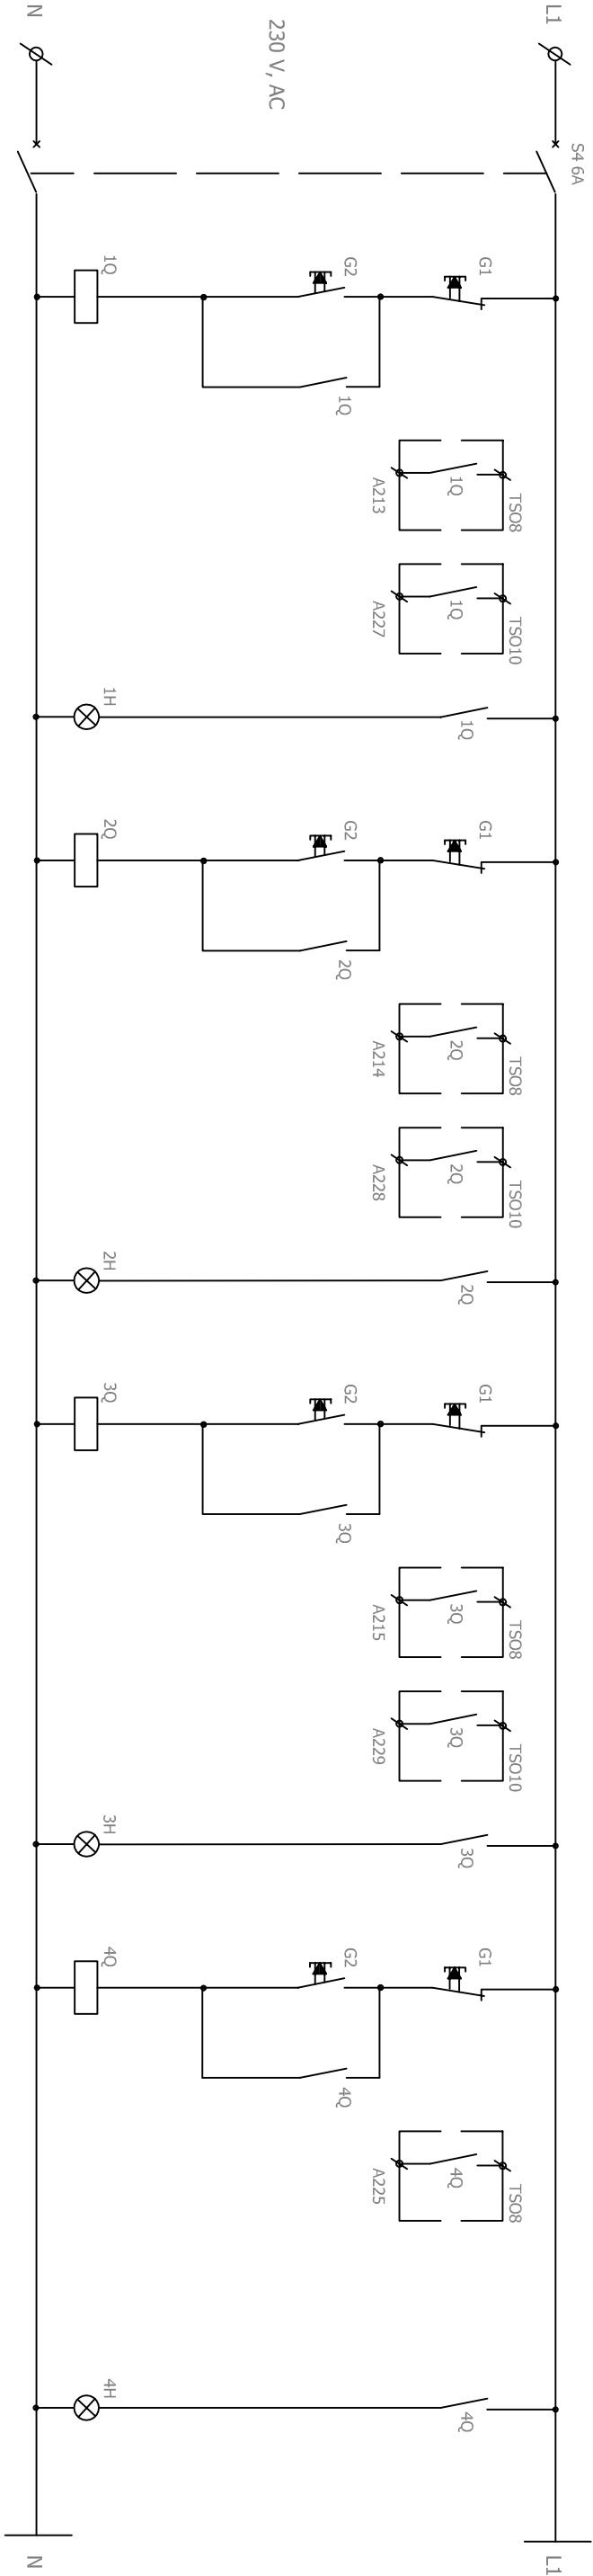 L1
N
230 V, AC
S4 6A
G1
G2
1Q
1Q
TSO8
1Q
A213
TSO10
1Q
A227
1Q
1H
G1
G2
2Q
2Q
TSO8
2Q
A214
TSO10
2Q
A228
2Q
2H
G1
G2
3Q
3Q
TSO8
3Q
A215
TSO10
3Q
A229
3Q
3H
G1
G2
4Q
4Q
TSO8
4Q
A225
4Q
4H
L1
N